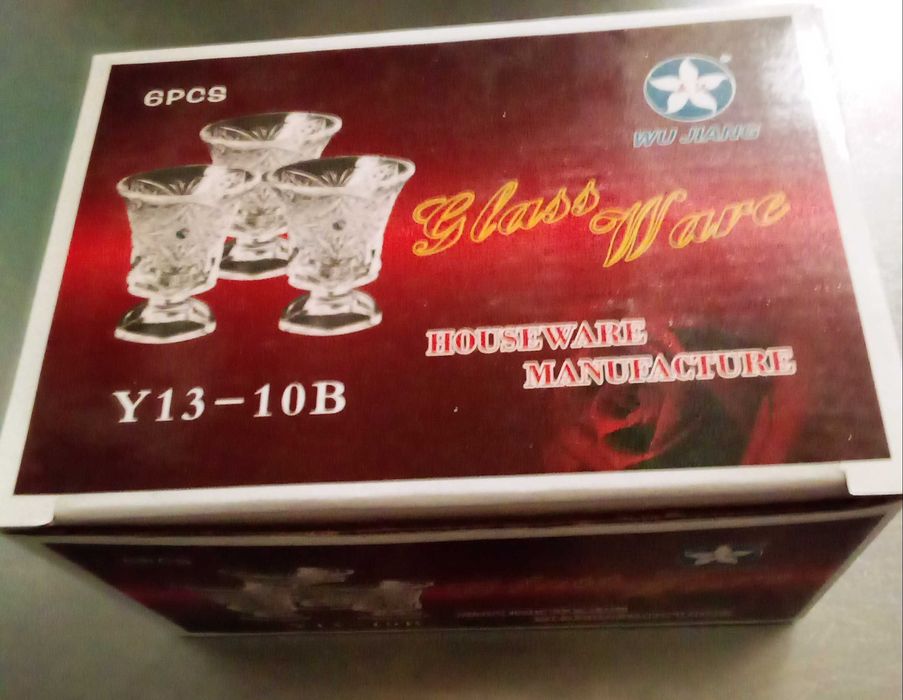 6PCS
WU JIANG
Glass Ware
HOUSEWARE
MANUFACTURE
Y13-10B